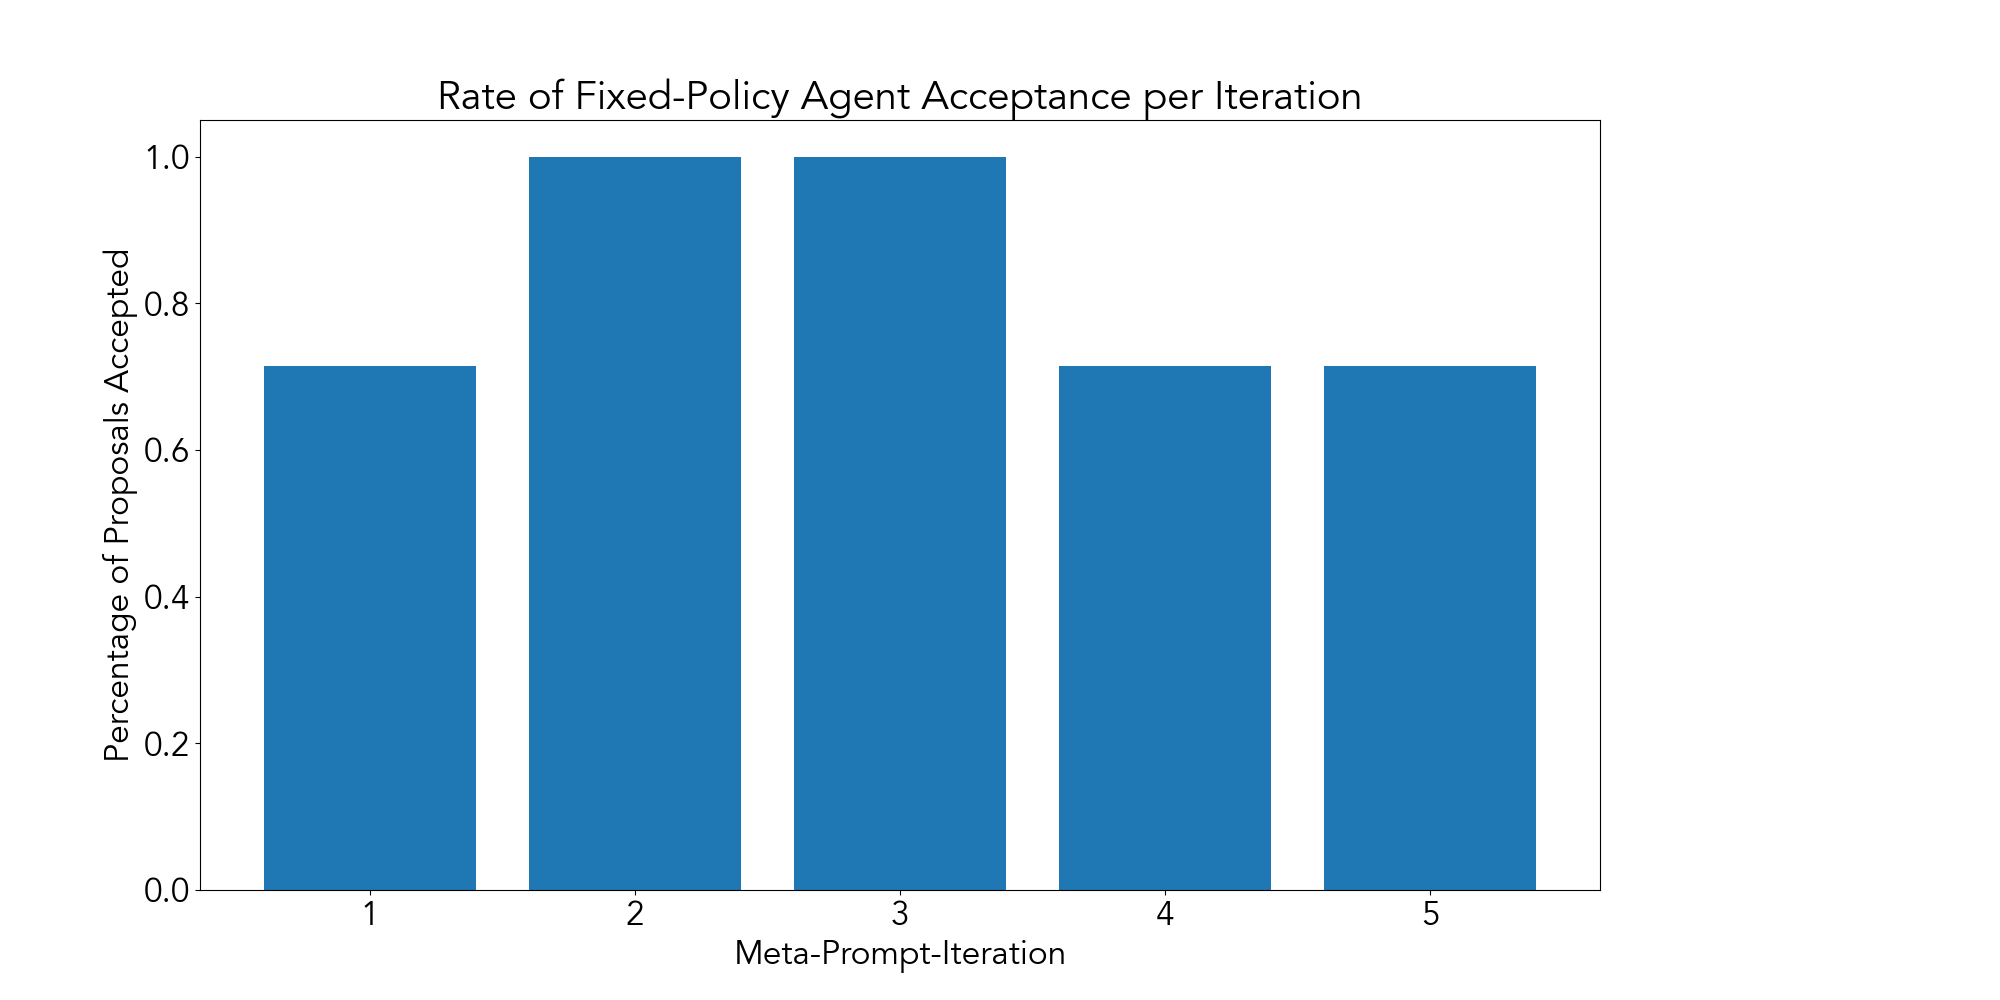 Rate of Fixed-Policy Agent Acceptance per Iteration
Percentage of Proposals Accepted
1.0
0.8
0.6
0.4
0.2
0.0
1 2 3 4 5
Meta-Prompt-Iteration